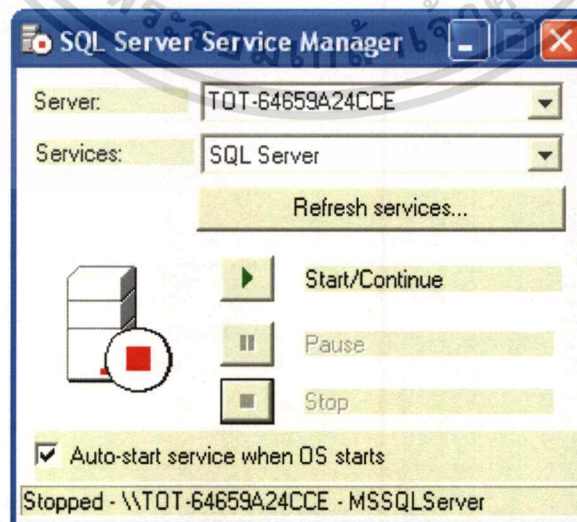 SQL Server Service Manager
Server: TOT-64659A24CCE
Services: SQL Server
Refresh services...
Start/Continue
Pause
Stop
Auto-start service when OS starts
Stopped - \\TOT-64659A24CCE - MSSQLServer